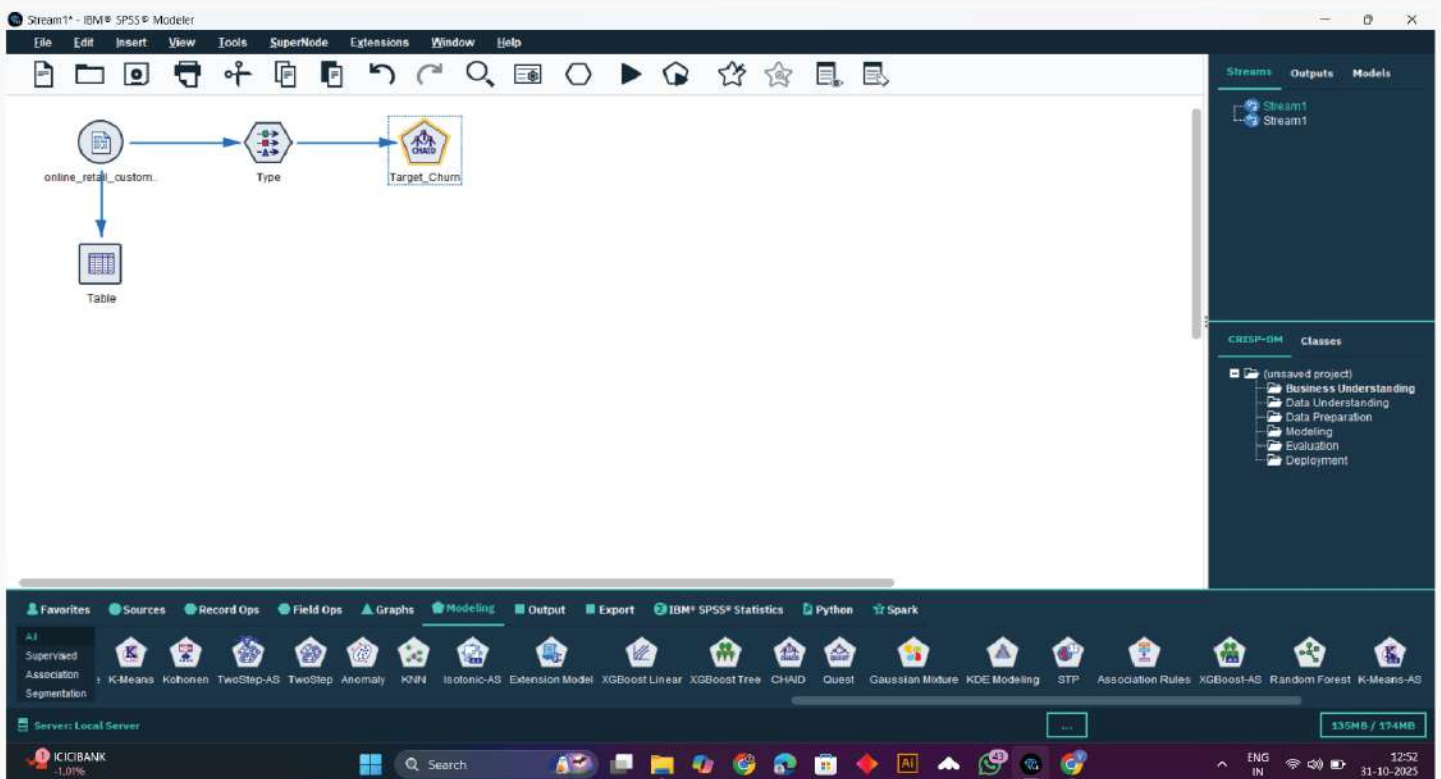 Stream1* - IBM® SPSS® Modeler
File Edit Insert View Tools SuperNode Extensions Window Help
Streams Outputs Models
Stream1
Stream1
CHAID
online_retail_custom..
Type
Target_Churn
Table
CRISP-DM Classes
(unsaved project)
Business Understanding
Data Understanding
Data Preparation
Modeling
Evaluation
Deployment
Favorites Sources Record Ops Field Ops Graphs Modeling Output Export IBM® SPSS® Statistics Python Spark
All
Supervised
Association
Segmentation
K-Means Kohonen TwoStep-AS TwoStep Anomaly KNN Isotonic-AS Extension Model XGBoost Linear XGBoost Tree CHAID Quest Gaussian Mixture KDE Modeling STP Association Rules XGBoost-AS Random Forest K-Means-AS
Server: Local Server
...
135MB / 174MB
1
ICICIBANK
-1.01%
Search
Ai
43
ENG
IN
12:52
31-10-2025